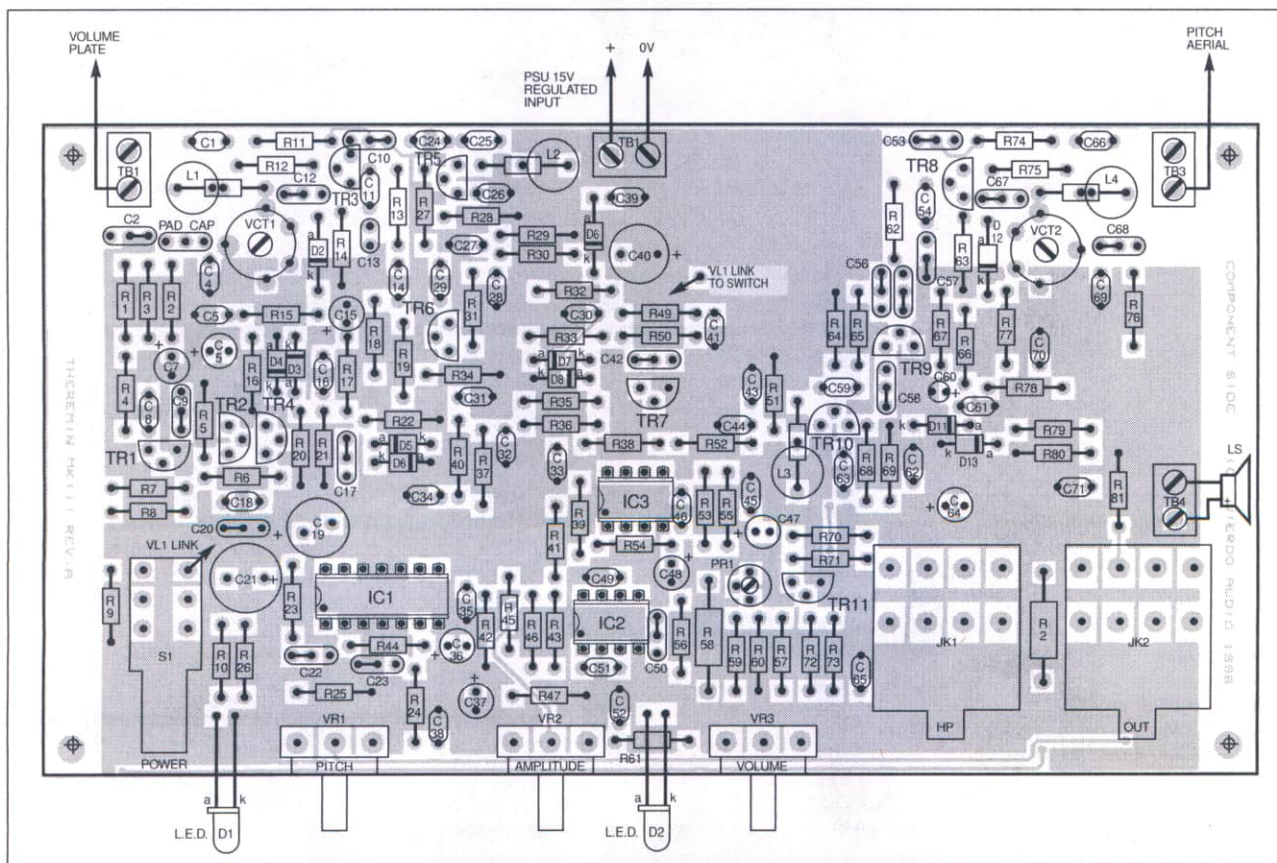 VOLUME
PLATE
+ 0V
PSU 15V
REGULATED
INPUT
PITCH
AERIAL
TB1
C1
R11
R12
C10
C24
C25
TR5
L2
TB1
C53
R74
C66
TR8
R75
L4
TB3
L1
C12
TR3
C11
R13
R27
C26
C39
R62
C54
C67
C2
PAD CAP
VCT1
a
D2
k
R14
C13
R28
C27
R29
R30
a
D6
k
C40
+
VL1 LINK
TO SWITCH
C56
C57
R63
D12
a
k
VCT2
C68
C4
C14
C29
C28
R32
C69
R1
R3
R2
C5
R15
C15
+
R18
TR6
R31
C30
R49
R33
R50
C41
R64
R65
R67
R66
R77
R76
C70
C7
+
C5
+
R16
D4
D3
a
k
k
a
C16
R17
R19
R34
a
k
D7
D8
k
a
C42
TR9
C60
+
R4
C8
C9
R5
TR2
TR4
C31
R35
TR7
C43
R51
C59
C58
C61
R78
R22
R36
C44
TR10
a
D11
k
R79
TR1
R20
R21
C17
a
D5
k
k
D6
a
R40
R37
C32
R38
R52
L3
C63
R68
R69
C62
k
D13
a
R80
LS
R6
C33
R81
TB4
R7
R8
C18
C34
R39
IC3
C46
R53
R55
C45
C47
+
C64
+
C71
C20
VL1 LINK
C19
+
R41
R54
R70
R71
C21
+
R23
IC1
C35
C49
C48
+
PR1
TR11
R9
S1
R10
R26
R44
C36
+
R42
R45
R46
R43
IC2
C50
R56
R58
R59
R60
R57
R72
R73
C65
JK1
R2
JK2
C22
C23
C51
R25
R24
C37
+
R47
C52
C38
VR1
VR2
VR3
HP
OUT
POWER
PITCH
AMPLITUDE
R61
VOLUME
a k
L.E.D. D1
a k
L.E.D. D2
THEREMIN MKIII REV.A
COMPONENT SIDE
AUDIO 1998